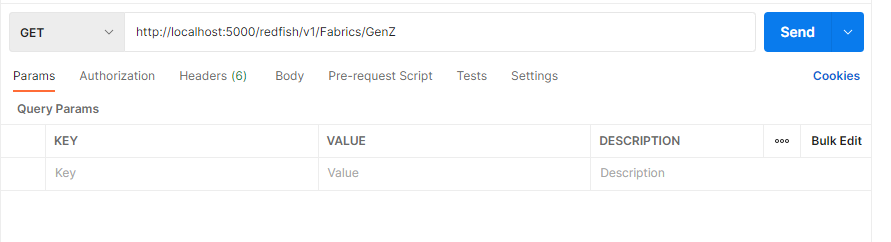 GET http://localhost:5000/redfish/v1/Fabrics/GenZ Send
Params Authorization Headers (6) Body Pre-request Script Tests Settings Cookies
Query Params
KEY VALUE DESCRIPTION ooo Bulk Edit
Key Value Description